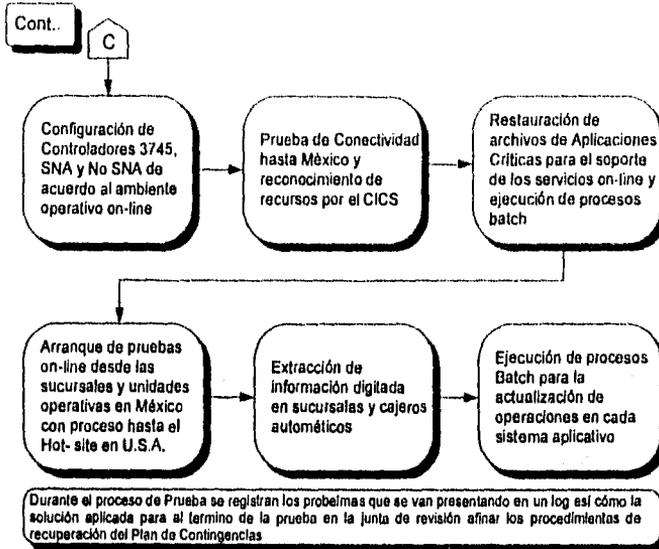 Cont..
C
Configuración de
Controladores 3745,
SNA y No SNA de
acuerdo al ambiente
operativo on-line
Prueba de Conectividad
hasta Mèxico y
reconocimiento de
recursos por el CICS
Restauración de
archivos de Aplicaciones
Críticas para el soporte
de los servicios on-line y
ejecución de procesos
batch
Arranque de pruebas
on-line desde las
sucursales y unidades
operativas en México
con proceso hasta el
Hot- site en U.S.A.
Extracción de
información digitada
en sucursalas y cajeros
autométicos
Ejecución de procesos
Batch para la
actualización de
operaciones en cada
sistema aplicativo
Durante el proceso de Prueba se registran los probelmas que se van presentando en un log esí cómo la
solución aplicada para al termino de la prueba en la junta de revisión afinar los procedimientas de
recuperación del Plan de Contingencias